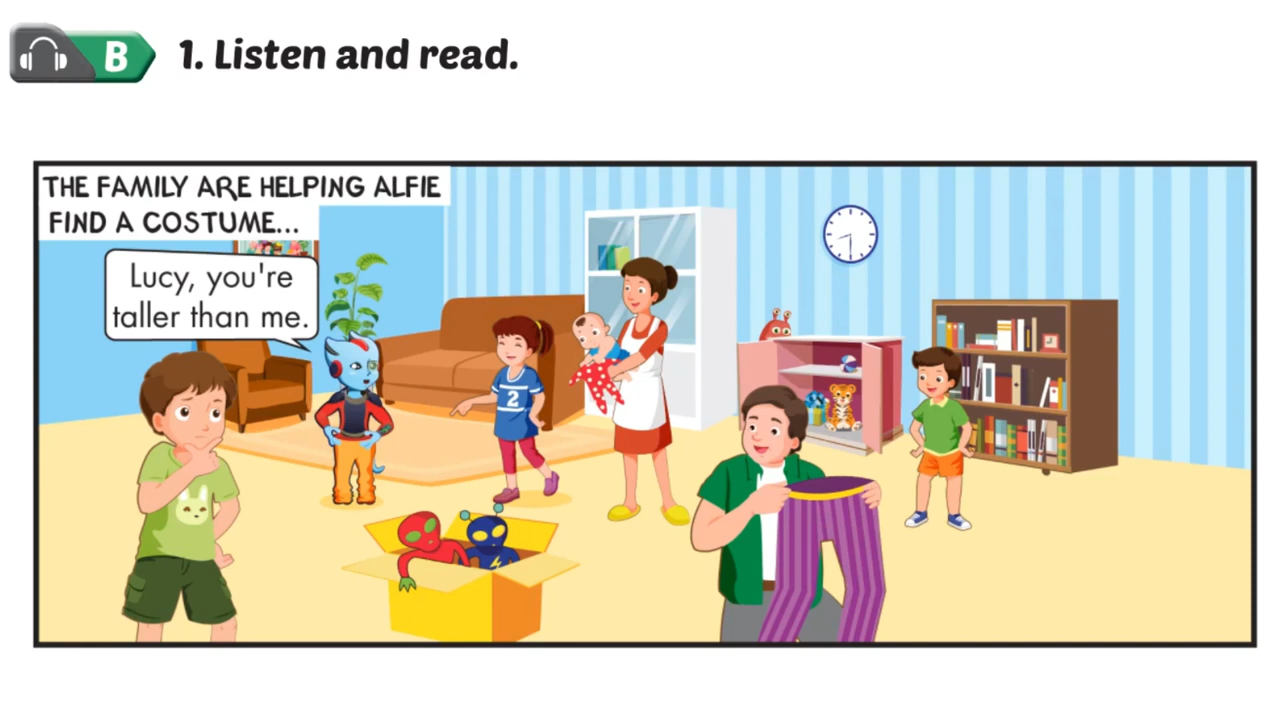 B
1. Listen and read.
THE FAMILY ARE HELPING ALFIE
FIND A COSTUME...
Lucy, you're
taller than me.
2